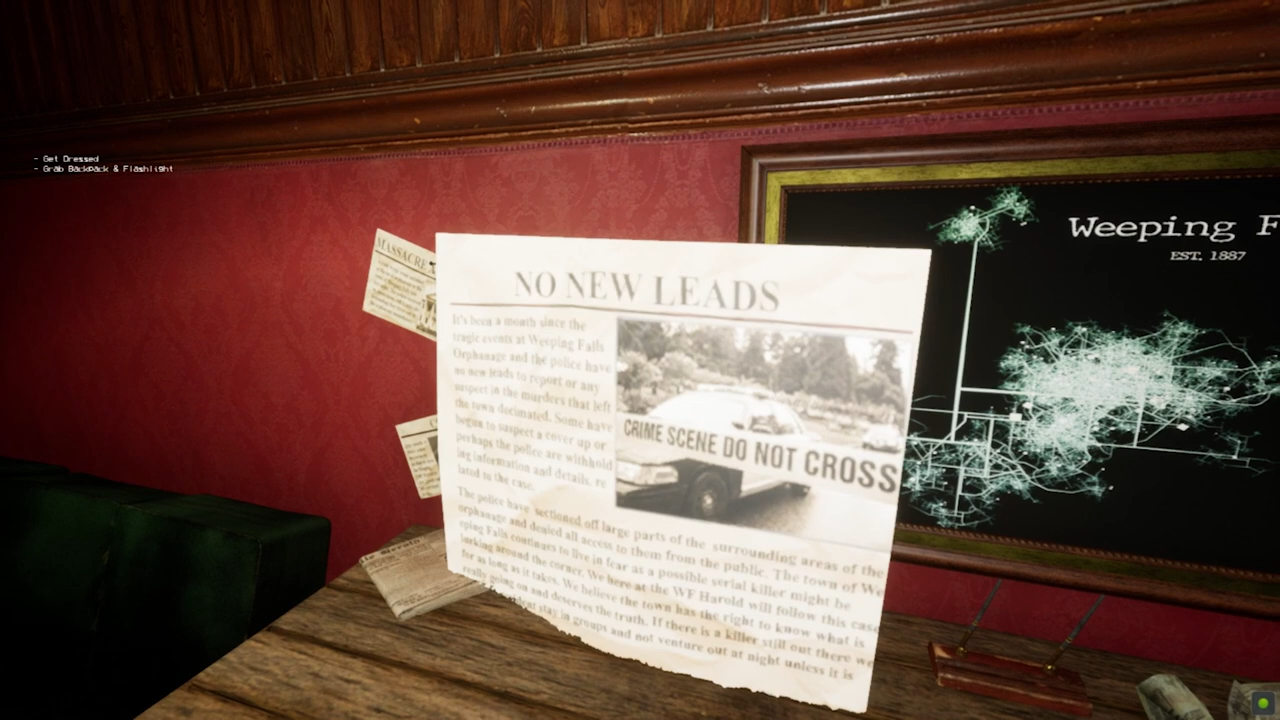 - Get Dressed
- Grab Backpack & Flashlight
MASSACRE
Weeping F
EST. 1887
NO NEW LEADS
It's been a month since the
tragic events at Weeping Falls
Orphanage and the police have
no new leads to report or any
suspect in the murders that left
the town decimated. Some have
begun to suspect a cover up or
perhaps the police are withhold
ing information and details, re
lated to the case.
CRIME SCENE DO NOT CROSS
The police have sectioned off large parts of the surrounding areas of the
orphanage and denied all access to them from the public. The town of We
eping Falls continues to live in fear as a possible serial killer might be
lurking around the corner. We here at the WF Harold will follow this case
for as long as it takes. We believe the town has the right to know what is
really going on and deserves the truth. If there is a killer still out there we
stay in groups and not venture out at night unless it is